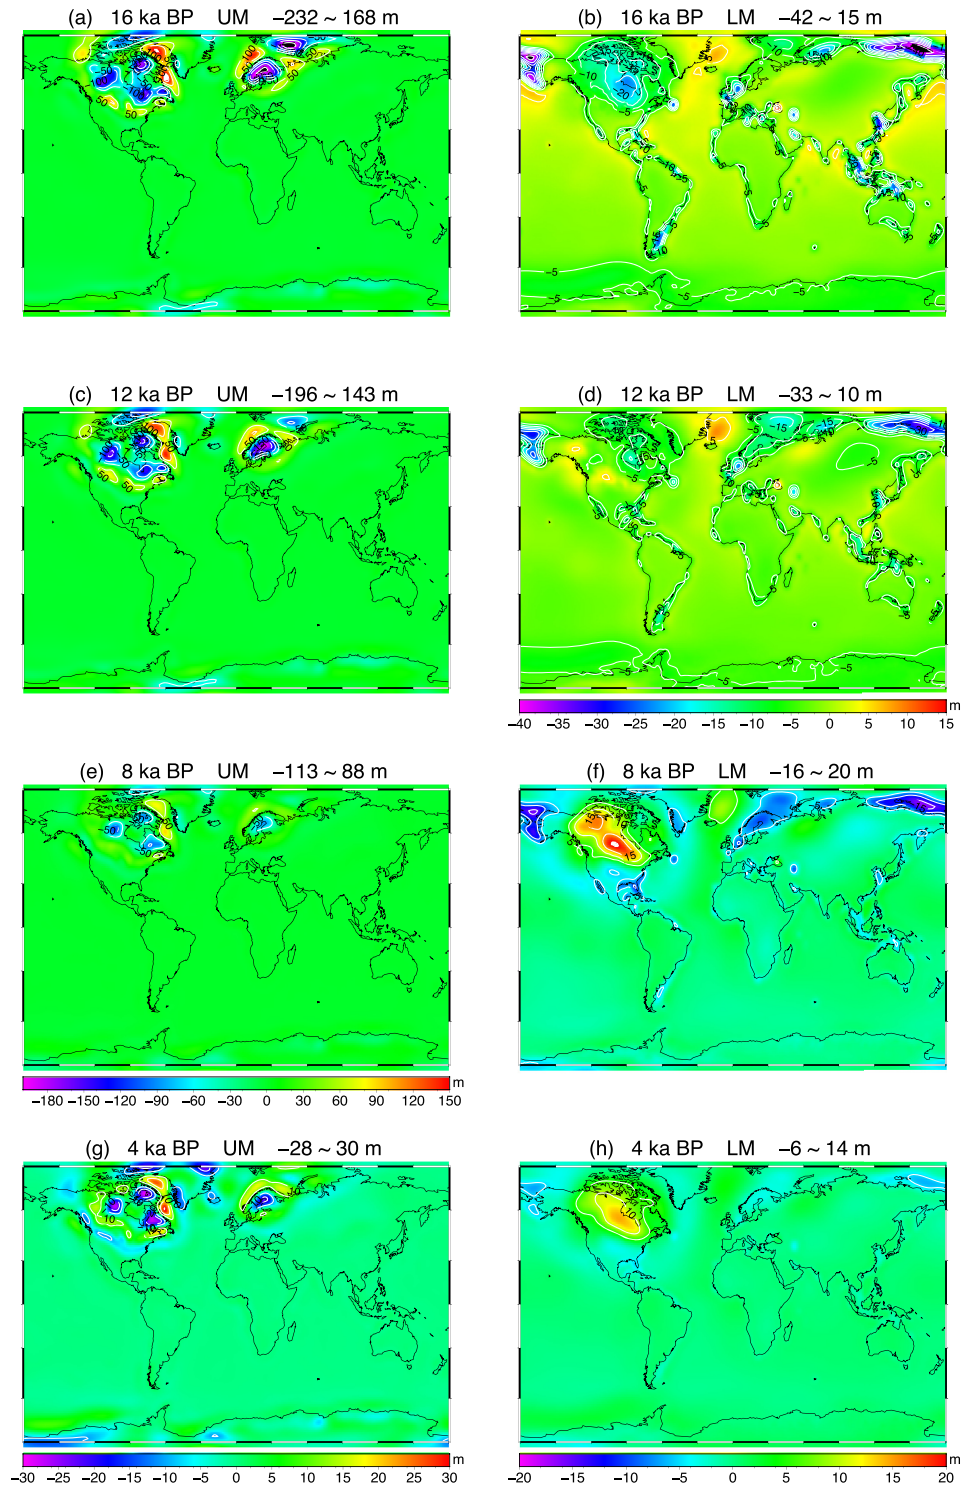 (a) 16 ka BP UM −232 ~ 168 m
(b) 16 ka BP LM −42 ~ 15 m
(c) 12 ka BP UM −196 ~ 143 m
(d) 12 ka BP LM −33 ~ 10 m
−40 −35 −30 −25 −20 −15 −10 −5 0 5 10 15 m
(e) 8 ka BP UM −113 ~ 88 m
(f) 8 ka BP LM −16 ~ 20 m
−180 −150 −120 −90 −60 −30 0 30 60 90 120 150 m
(g) 4 ka BP UM −28 ~ 30 m
(h) 4 ka BP LM −6 ~ 14 m
−30 −25 −20 −15 −10 −5 0 5 10 15 20 25 30 m
−20 −15 −10 −5 0 5 10 15 20 m